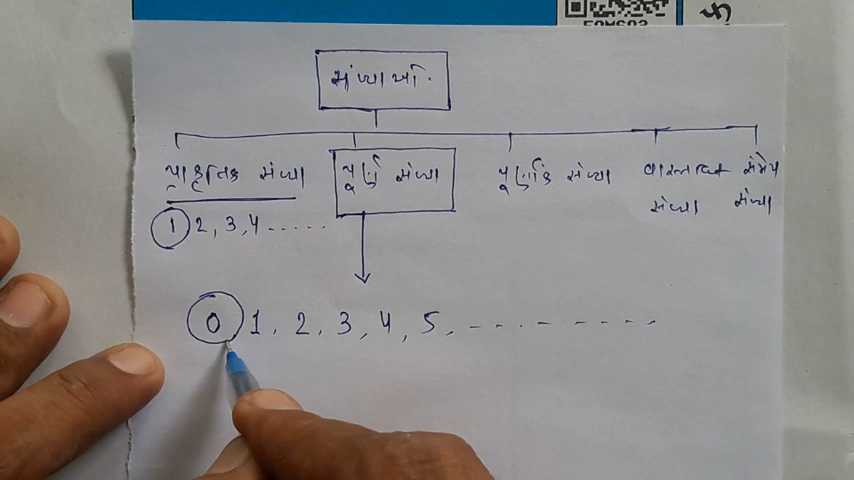 સંખ્યાઓ
પ્રાકૃતિક સંખ્યા
પૂર્ણ સંખ્યા
પૂર્ણાંક સંખ્યા
વાસ્તવિક સંખ્યા
સંમેય સંખ્યા
1 2, 3, 4 ......
0 1, 2, 3, 4, 5, - - - - - - - - -